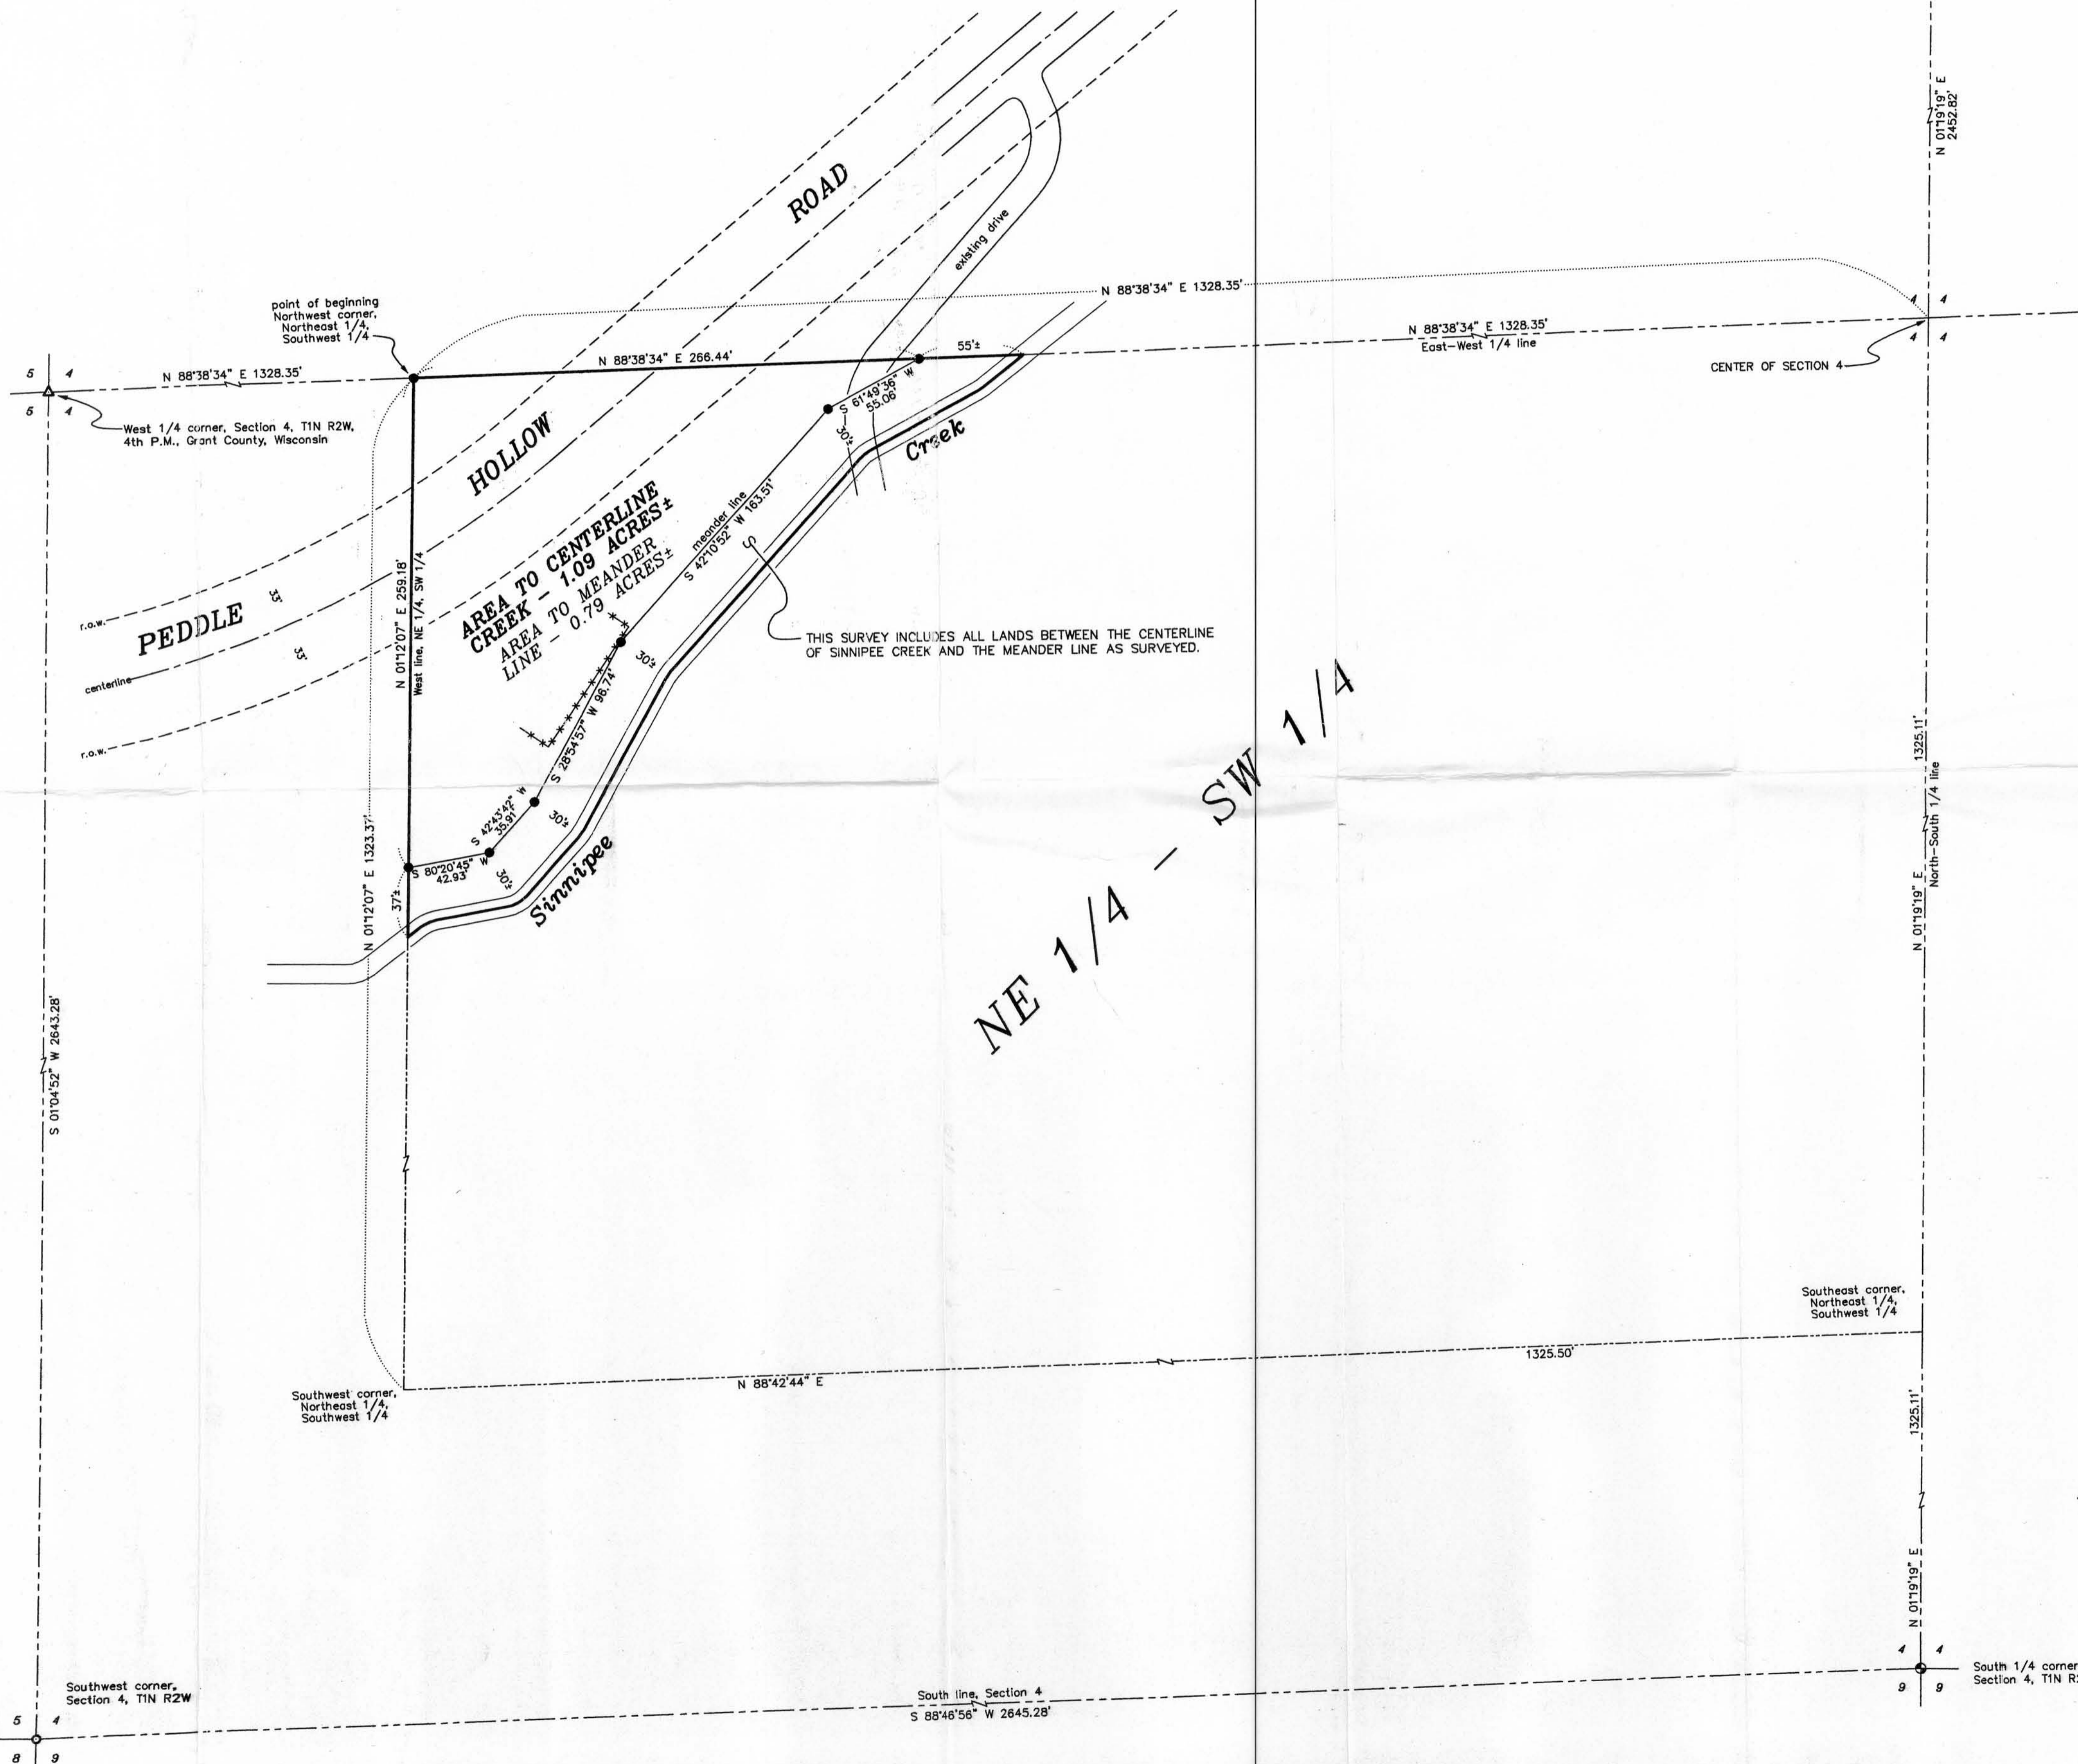 N 01°19'19" E
2452.82'
ROAD
existing drive
N 88°38'34" E 1328.35'
4 4
4 4
CENTER OF SECTION 4
N 88°38'34" E 1328.35'
East-West 1/4 line
point of beginning
Northwest corner,
Northeast 1/4,
Southwest 1/4
N 88°38'34" E 266.44'
55'±
5 4
5 4
N 88°38'34" E 1328.35'
West 1/4 corner, Section 4, T1N R2W,
4th P.M., Grant County, Wisconsin
S 61°49'36" W
55.06'
30'±
Creek
HOLLOW
meander line
S 42°10'52" W 163.51'
AREA TO CENTERLINE
CREEK - 1.09 ACRES±
AREA TO MEANDER
LINE - 0.79 ACRES±
N 01°12'07" E 259.18'
West line, NE 1/4, SW 1/4
r.o.w.
33'
PEDDLE
33'
centerline
r.o.w.
THIS SURVEY INCLUDES ALL LANDS BETWEEN THE CENTERLINE
OF SINNIPEE CREEK AND THE MEANDER LINE AS SURVEYED.
30'±
S 28°54'57" W 96.74'
30'±
S 42°43'42" W
35.91'
S 80°20'45" W
42.93'
30'±
37'±
Sinnipee
N 01°12'07" E 1323.37'
NE 1/4 - SW 1/4
1325.11'
North-South 1/4 line
N 01°19'19" E
S 01°04'52" W 2643.28'
Southeast corner,
Northeast 1/4,
Southwest 1/4
1325.50'
N 88°42'44" E
Southwest corner,
Northeast 1/4,
Southwest 1/4
1325.11'
N 01°19'19" E
4 4
9 9
South 1/4 corner
Section 4, T1N R
Southwest corner,
Section 4, T1N R2W
South line, Section 4
S 88°46'56" W 2645.28'
5 4
8 9